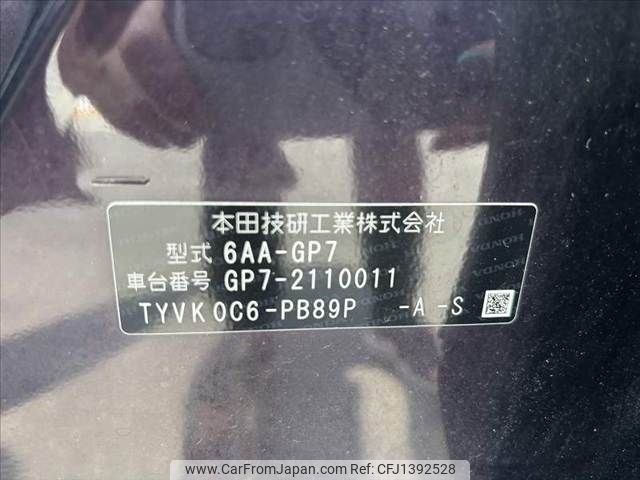 本田技研工業株式会社
型式 6AA-GP7
車台番号 GP7-2110011
TYVK0C6-PB89P -A -S
www.CarFromJapan.com CFJ1392528